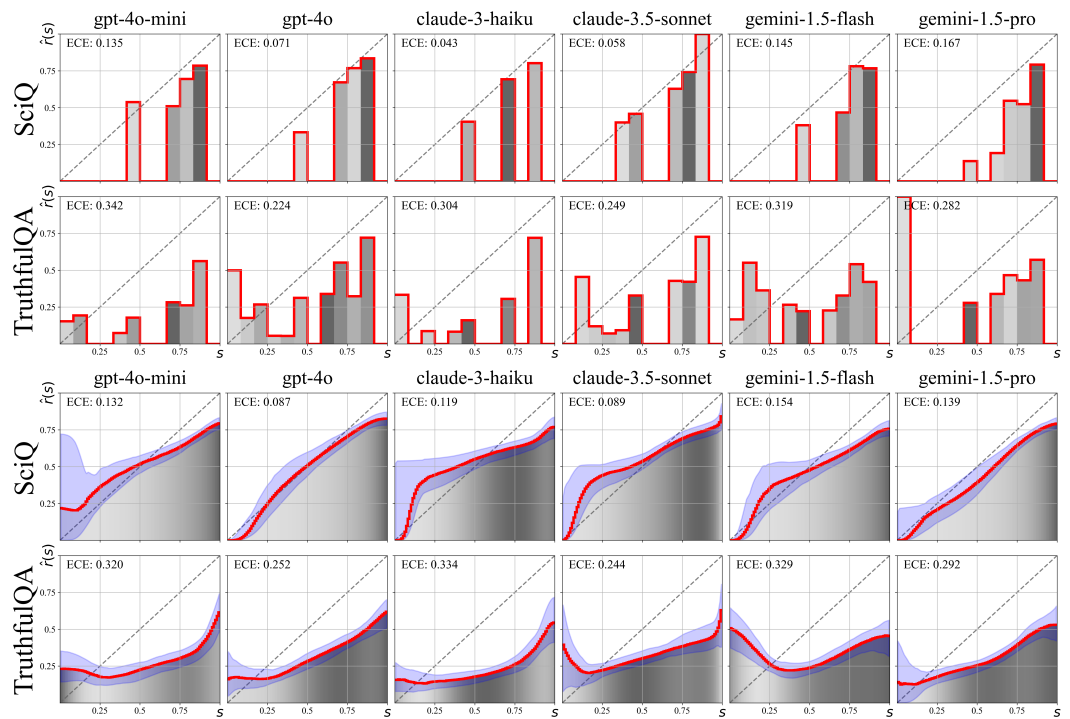 gpt-4o-mini gpt-4o claude-3-haiku claude-3.5-sonnet gemini-1.5-flash gemini-1.5-pro
r̂(s)
SciQ
ECE: 0.135 ECE: 0.071 ECE: 0.043 ECE: 0.058 ECE: 0.145 ECE: 0.167
0.75
0.5
0.25
r̂(s)
TruthfulQA
ECE: 0.342 ECE: 0.224 ECE: 0.304 ECE: 0.249 ECE: 0.319 ECE: 0.282
0.75
0.5
0.25
0.25 0.5 0.75 s 0.25 0.5 0.75 s 0.25 0.5 0.75 s 0.25 0.5 0.75 s 0.25 0.5 0.75 s 0.25 0.5 0.75 s
gpt-4o-mini gpt-4o claude-3-haiku claude-3.5-sonnet gemini-1.5-flash gemini-1.5-pro
r̂(s)
SciQ
ECE: 0.132 ECE: 0.087 ECE: 0.119 ECE: 0.089 ECE: 0.154 ECE: 0.139
0.75
0.5
0.25
r̂(s)
TruthfulQA
ECE: 0.320 ECE: 0.252 ECE: 0.334 ECE: 0.244 ECE: 0.329 ECE: 0.292
0.75
0.5
0.25
0.25 0.5 0.75 s 0.25 0.5 0.75 s 0.25 0.5 0.75 s 0.25 0.5 0.75 s 0.25 0.5 0.75 s 0.25 0.5 0.75 s